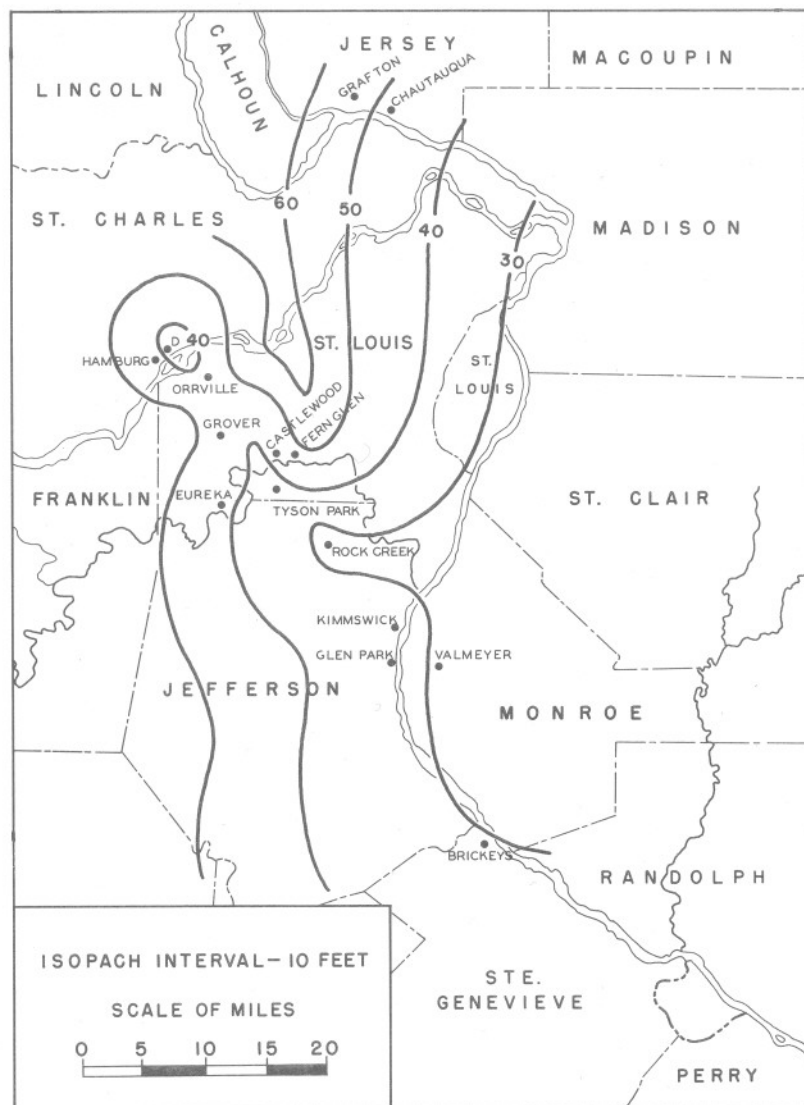 JERSEY
MACOUPIN
GRAFTON
CHAUTAUQUA
LINCOLN
CALHOUN
60
50
40
30
ST. CHARLES
MADISON
D
40
HAMBURG
ST. LOUIS
ST.
LOUIS
ORRVILLE
CASTLEWOOD
FERN GLEN
GROVER
FRANKLIN
EUREKA
TYSON PARK
ST. CLAIR
ROCK CREEK
KIMMSWICK
GLEN PARK
VALMEYER
JEFFERSON
MONROE
BRICKEYS
RANDOLPH
ISOPACH INTERVAL—10 FEET
SCALE OF MILES
0 5 10 15 20
STE.
GENEVIEVE
PERRY